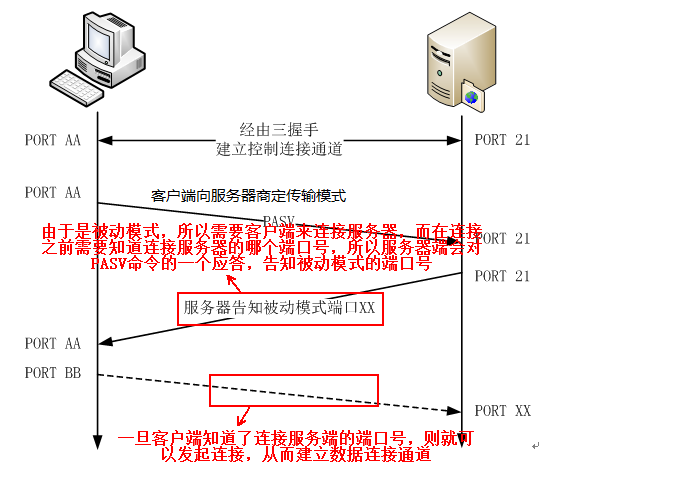 经由三握手
PORT AA
建立控制连接通道
PORT 21
PORT AA
客户端向服务器商定传输模式
PASV
由于是被动模式，所以需要客户端来连接服务器，而在连接
PORT 21
之前需要知道连接服务器的哪个端口号，所以服务器端会对
PASV命令的一个应答，告知被动模式的端口号
PORT 21
服务器告知被动模式端口XX
PORT AA
PORT BB
PORT XX
一旦客户端知道了连接服务端的端口号，则就可
以发起连接，从而建立数据连接通道